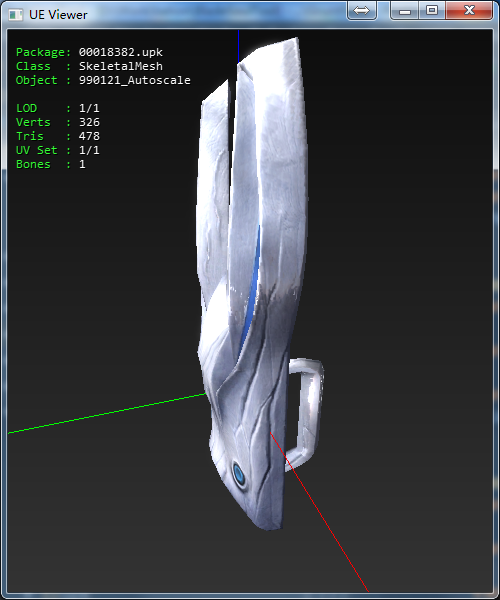 UE Viewer
Package: 00018382.upk
Class : SkeletalMesh
Object : 990121_Autoscale
LOD : 1/1
Verts : 326
Tris : 478
UV Set : 1/1
Bones : 1